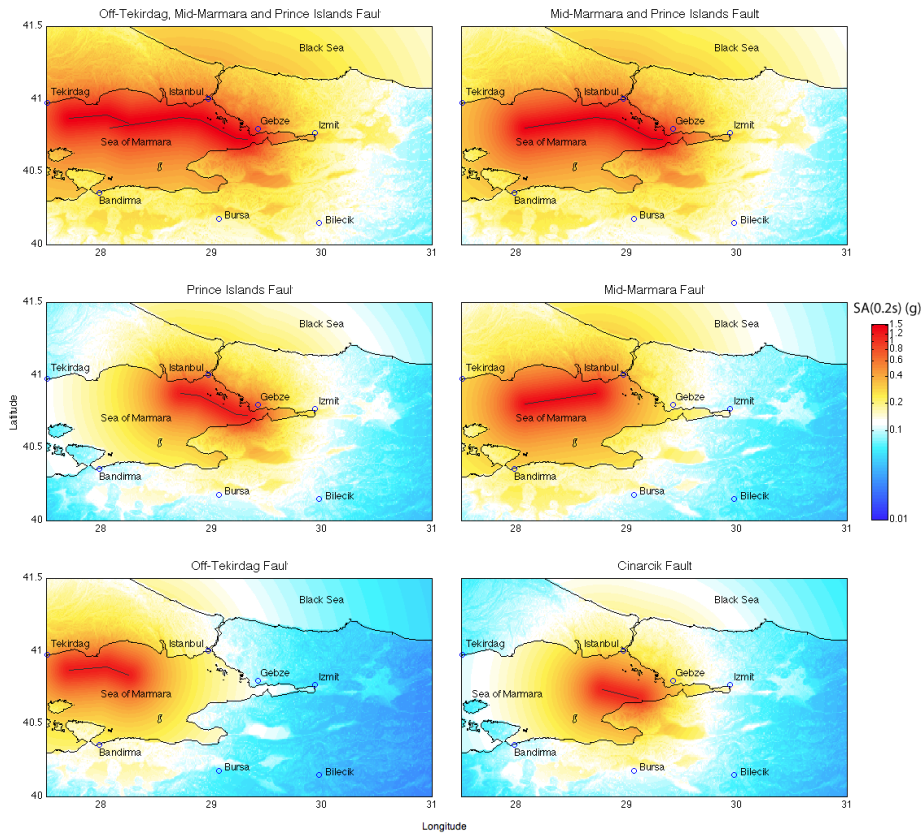 Off-Tekirdag, Mid-Marmara and Prince Islands Faul
Mid-Marmara and Prince Islands Fault
41.5
Black Sea
Black Sea
Tekirdag
Istanbul
Tekirdag
Istanbul
41
Gebze
Izmit
Gebze
Izmit
Sea of Marmara
Sea of Marmara
40.5
Bandirma
Bandirma
Bursa
Bilecik
Bursa
Bilecik
40
28 29 30 31
28 29 30 31
Prince Islands Faul
Mid-Marmara Faul
41.5
SA(0.2s) (g)
Black Sea
Black Sea
1.5
1.2
0.8
0.6
0.4
0.2
0.1
0.01
Tekirdag
Istanbul
Tekirdag
Istanbul
41
Gebze
Izmit
Gebze
Izmit
Latitude
Sea of Marmara
Sea of Marmara
40.5
Bandirma
Bandirma
Bursa
Bilecik
Bursa
Bilecik
40
28 29 30 31
28 29 30 31
Off-Tekirdag Faul
Cinarcik Fault
41.5
Black Sea
Black Sea
Tekirdag
Istanbul
Tekirdag
Istanbul
41
Gebze
Izmit
Gebze
Izmit
Sea of Marmara
Sea of Marmara
40.5
Bandirma
Bandirma
Bursa
Bilecik
Bursa
Bilecik
40
28 29 30 31
28 29 30 31
Longitude